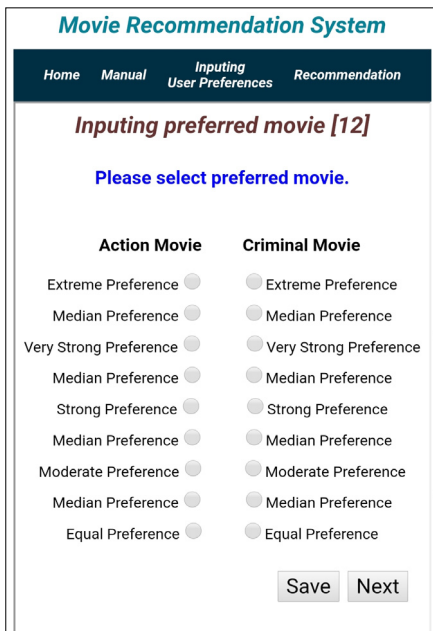 Movie Recommendation System
Home Manual Inputing User Preferences Recommendation
Inputing preferred movie [12]
Please select preferred movie.
Action Movie Criminal Movie
Extreme Preference Extreme Preference
Median Preference Median Preference
Very Strong Preference Very Strong Preference
Median Preference Median Preference
Strong Preference Strong Preference
Median Preference Median Preference
Moderate Preference Moderate Preference
Median Preference Median Preference
Equal Preference Equal Preference
Save Next